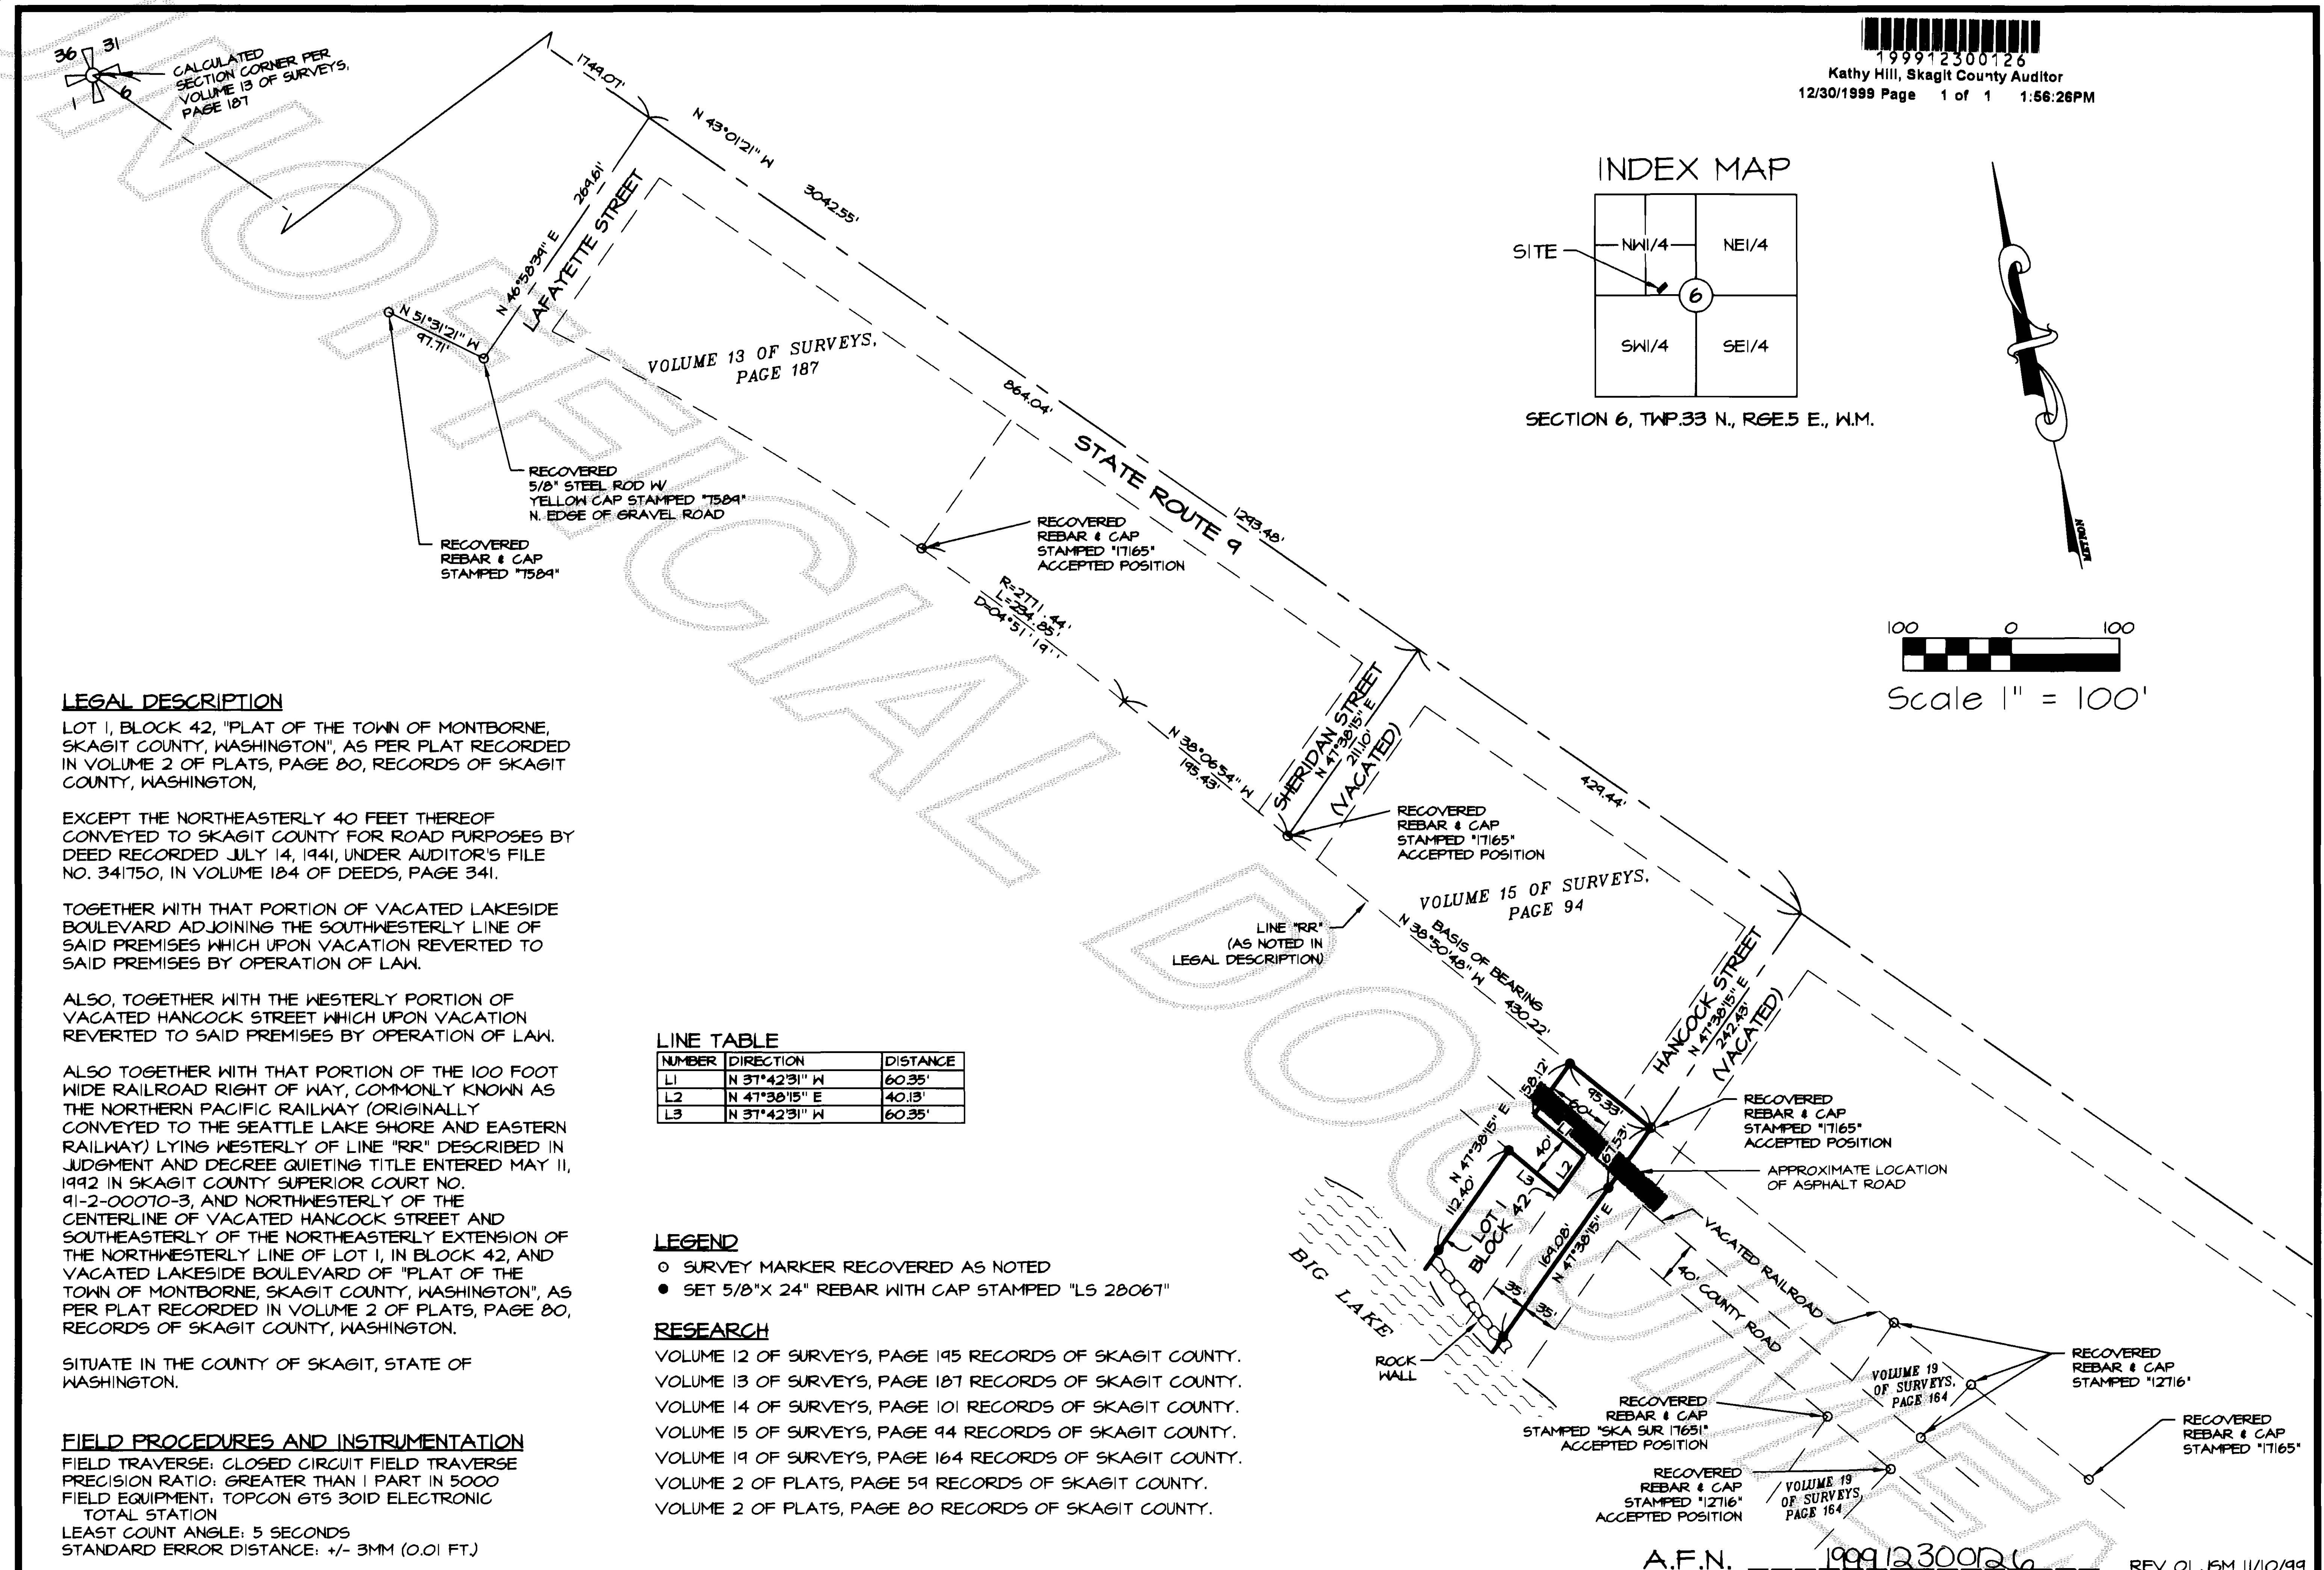 199912300126
Kathy Hill, Skagit County Auditor
12/30/1999 Page 1 of 1 1:56:26PM
36
31
1
6
CALCULATED
SECTION CORNER PER
VOLUME 13 OF SURVEYS,
PAGE 187
1749.07'
N 43°01'21" W
3042.55'
269.61'
N 46°58'39" E
LAFAYETTE STREET
N 51°31'21" W
97.71'
VOLUME 13 OF SURVEYS,
PAGE 187
864.04'
STATE ROUTE 9
1293.48'
RECOVERED
5/8" STEEL ROD W/
YELLOW CAP STAMPED "7589"
N. EDGE OF GRAVEL ROAD
RECOVERED
REBAR & CAP
STAMPED "7589"
RECOVERED
REBAR & CAP
STAMPED "17165"
ACCEPTED POSITION
R=2771.44'
L=234.85'
D=04°51'19''
INDEX MAP
SITE
NW1/4
NE1/4
6
SW1/4
SE1/4
SECTION 6, TWP.33 N., RGE.5 E., W.M.
100 0 100
Scale 1" = 100'
N 38°06'54" W
195.43'
SHERIDAN STREET
N 47°38'15" E
211.10'
(VACATED)
429.44'
RECOVERED
REBAR & CAP
STAMPED "17165"
ACCEPTED POSITION
VOLUME 15 OF SURVEYS,
PAGE 94
LINE "RR"
(AS NOTED IN
LEGAL DESCRIPTION)
BASIS OF BEARING
N 38°50'48" W
430.22'
HANCOCK STREET
N 47°38'15" E
242.43'
(VACATED)
158.12'
95.33'
60'
L1
67.53'
40'
L2
L3
N 47°38'15" E
112.40'
LOT 1
BLOCK 42
169.08'
N 47°38'15" E
35'
35'
RECOVERED
REBAR & CAP
STAMPED "17165"
ACCEPTED POSITION
APPROXIMATE LOCATION
OF ASPHALT ROAD
VACATED RAILROAD
40' COUNTY ROAD
BIG LAKE
ROCK
WALL
VOLUME 19
OF SURVEYS,
PAGE 164
RECOVERED
REBAR & CAP
STAMPED "12716"
RECOVERED
REBAR & CAP
STAMPED "SKA SUR 17651"
ACCEPTED POSITION
RECOVERED
REBAR & CAP
STAMPED "17165"
RECOVERED
REBAR & CAP
STAMPED "12716"
ACCEPTED POSITION
VOLUME 19
OF SURVEYS,
PAGE 164
LEGAL DESCRIPTION
LOT 1, BLOCK 42, "PLAT OF THE TOWN OF MONTBORNE,
SKAGIT COUNTY, WASHINGTON", AS PER PLAT RECORDED
IN VOLUME 2 OF PLATS, PAGE 80, RECORDS OF SKAGIT
COUNTY, WASHINGTON,
EXCEPT THE NORTHEASTERLY 40 FEET THEREOF
CONVEYED TO SKAGIT COUNTY FOR ROAD PURPOSES BY
DEED RECORDED JULY 14, 1941, UNDER AUDITOR'S FILE
NO. 341750, IN VOLUME 184 OF DEEDS, PAGE 341.
TOGETHER WITH THAT PORTION OF VACATED LAKESIDE
BOULEVARD ADJOINING THE SOUTHWESTERLY LINE OF
SAID PREMISES WHICH UPON VACATION REVERTED TO
SAID PREMISES BY OPERATION OF LAW.
ALSO, TOGETHER WITH THE WESTERLY PORTION OF
VACATED HANCOCK STREET WHICH UPON VACATION
REVERTED TO SAID PREMISES BY OPERATION OF LAW.
ALSO TOGETHER WITH THAT PORTION OF THE 100 FOOT
WIDE RAILROAD RIGHT OF WAY, COMMONLY KNOWN AS
THE NORTHERN PACIFIC RAILWAY (ORIGINALLY
CONVEYED TO THE SEATTLE LAKE SHORE AND EASTERN
RAILWAY) LYING WESTERLY OF LINE "RR" DESCRIBED IN
JUDGMENT AND DECREE QUIETING TITLE ENTERED MAY 11,
1992 IN SKAGIT COUNTY SUPERIOR COURT NO.
91-2-00070-3, AND NORTHWESTERLY OF THE
CENTERLINE OF VACATED HANCOCK STREET AND
SOUTHEASTERLY OF THE NORTHEASTERLY EXTENSION OF
THE NORTHWESTERLY LINE OF LOT 1, IN BLOCK 42, AND
VACATED LAKESIDE BOULEVARD OF "PLAT OF THE
TOWN OF MONTBORNE, SKAGIT COUNTY, WASHINGTON", AS
PER PLAT RECORDED IN VOLUME 2 OF PLATS, PAGE 80,
RECORDS OF SKAGIT COUNTY, WASHINGTON.
SITUATE IN THE COUNTY OF SKAGIT, STATE OF
WASHINGTON.
FIELD PROCEDURES AND INSTRUMENTATION
FIELD TRAVERSE: CLOSED CIRCUIT FIELD TRAVERSE
PRECISION RATIO: GREATER THAN 1 PART IN 5000
FIELD EQUIPMENT: TOPCON GTS 301D ELECTRONIC
TOTAL STATION
LEAST COUNT ANGLE: 5 SECONDS
STANDARD ERROR DISTANCE: +/- 3MM (0.01 FT.)
LINE TABLE
NUMBER DIRECTION DISTANCE
L1 N 37°42'31" W 60.35'
L2 N 47°38'15" E 40.13'
L3 N 37°42'31" W 60.35'
LEGEND
○ SURVEY MARKER RECOVERED AS NOTED
● SET 5/8"X 24" REBAR WITH CAP STAMPED "LS 28067"
RESEARCH
VOLUME 12 OF SURVEYS, PAGE 195 RECORDS OF SKAGIT COUNTY.
VOLUME 13 OF SURVEYS, PAGE 187 RECORDS OF SKAGIT COUNTY.
VOLUME 14 OF SURVEYS, PAGE 101 RECORDS OF SKAGIT COUNTY.
VOLUME 15 OF SURVEYS, PAGE 94 RECORDS OF SKAGIT COUNTY.
VOLUME 19 OF SURVEYS, PAGE 164 RECORDS OF SKAGIT COUNTY.
VOLUME 2 OF PLATS, PAGE 59 RECORDS OF SKAGIT COUNTY.
VOLUME 2 OF PLATS, PAGE 80 RECORDS OF SKAGIT COUNTY.
A.F.N. 199912300126
REV 01 JSM 11/10/99
UNOFFICIAL DOCUMENT